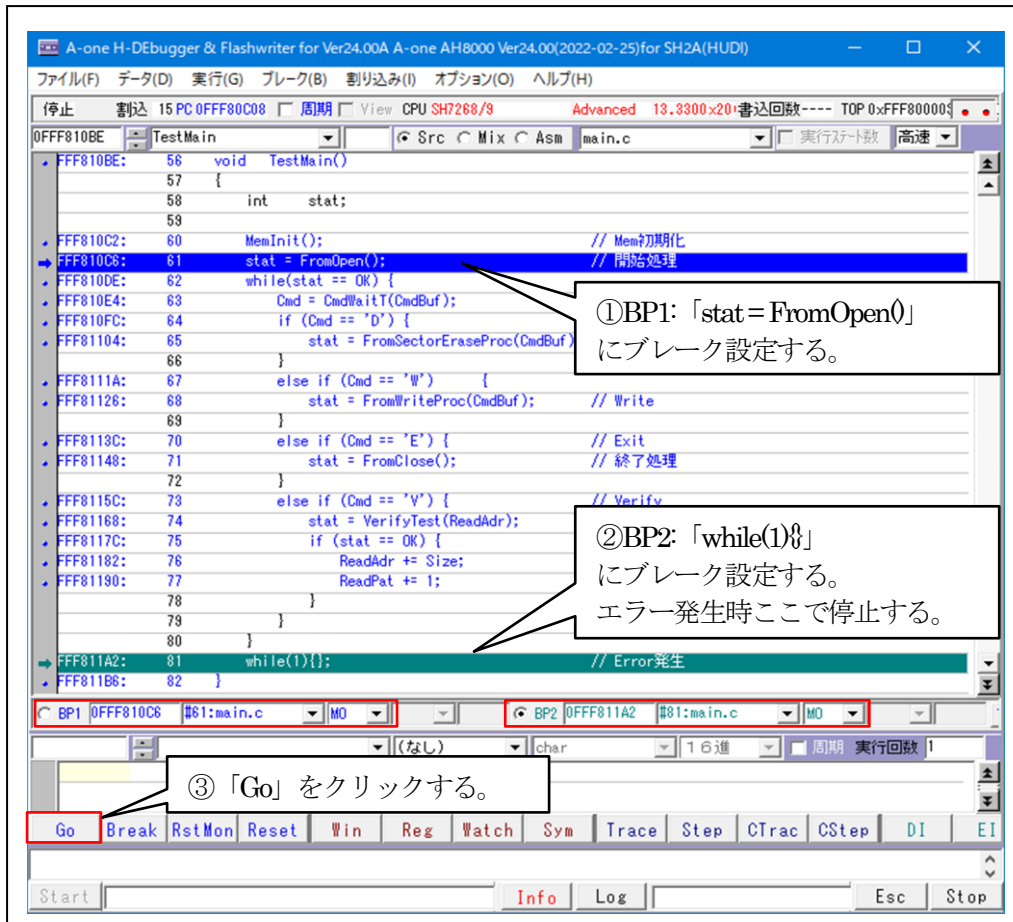 A-one H-DEbugger & Flashwriter for Ver24.00A A-one AH8000 Ver24.00(2022-02-25)for SH2A(HUDI)
ファイル(F) データ(D) 実行(G) ブレーク(B) 割り込み(I) オプション(O) ヘルプ(H)
停止 割込 15 PC 0FFF80C08 周期 View CPU SH7268/9 Advanced 13.3300×20 書込回数---- TOP 0xFFF80000
0FFF810BE TestMain Src Mix Asm main.c 実行ステート数 高速
FFF810BE: 56 void TestMain()
57 {
58 int stat;
59
FFF810C2: 60 MemInit(); // Mem初期化
FFF810C6: 61 stat = FromOpen(); // 開始処理
FFF810DE: 62 while(stat == OK) {
FFF810E4: 63 Cmd = CmdWaitT(CmdBuf);
FFF810FC: 64 if (Cmd == 'D') {
FFF81104: 65 stat = FromSectorEraseProc(CmdBuf)
66 }
FFF8111A: 67 else if (Cmd == 'W') {
FFF81126: 68 stat = FromWriteProc(CmdBuf); // Write
69 }
FFF8113C: 70 else if (Cmd == 'E') { // Exit
FFF81148: 71 stat = FromClose(); // 終了処理
72 }
FFF8115C: 73 else if (Cmd == 'V') { // Verify
FFF81168: 74 stat = VerifyTest(ReadAdr);
FFF8117C: 75 if (stat == OK) {
FFF81182: 76 ReadAdr += Size;
FFF81190: 77 ReadPat += 1;
78 }
79 }
80 }
FFF811A2: 81 while(1){}; // Error発生
FFF811B6: 82 }
①BP1:「stat=FromOpen()」
にブレーク設定する。
②BP2:「while(1){}」
にブレーク設定する。
エラー発生時ここで停止する。
BP1 0FFF810C6 #61:main.c MO BP2 0FFF811A2 #81:main.c MO
(なし) char 16進 周期 実行回数 1
③「Go」をクリックする。
Go Break RstMon Reset Win Reg Watch Sym Trace Step CTrac CStep DI EI
Start Info Log Esc Stop